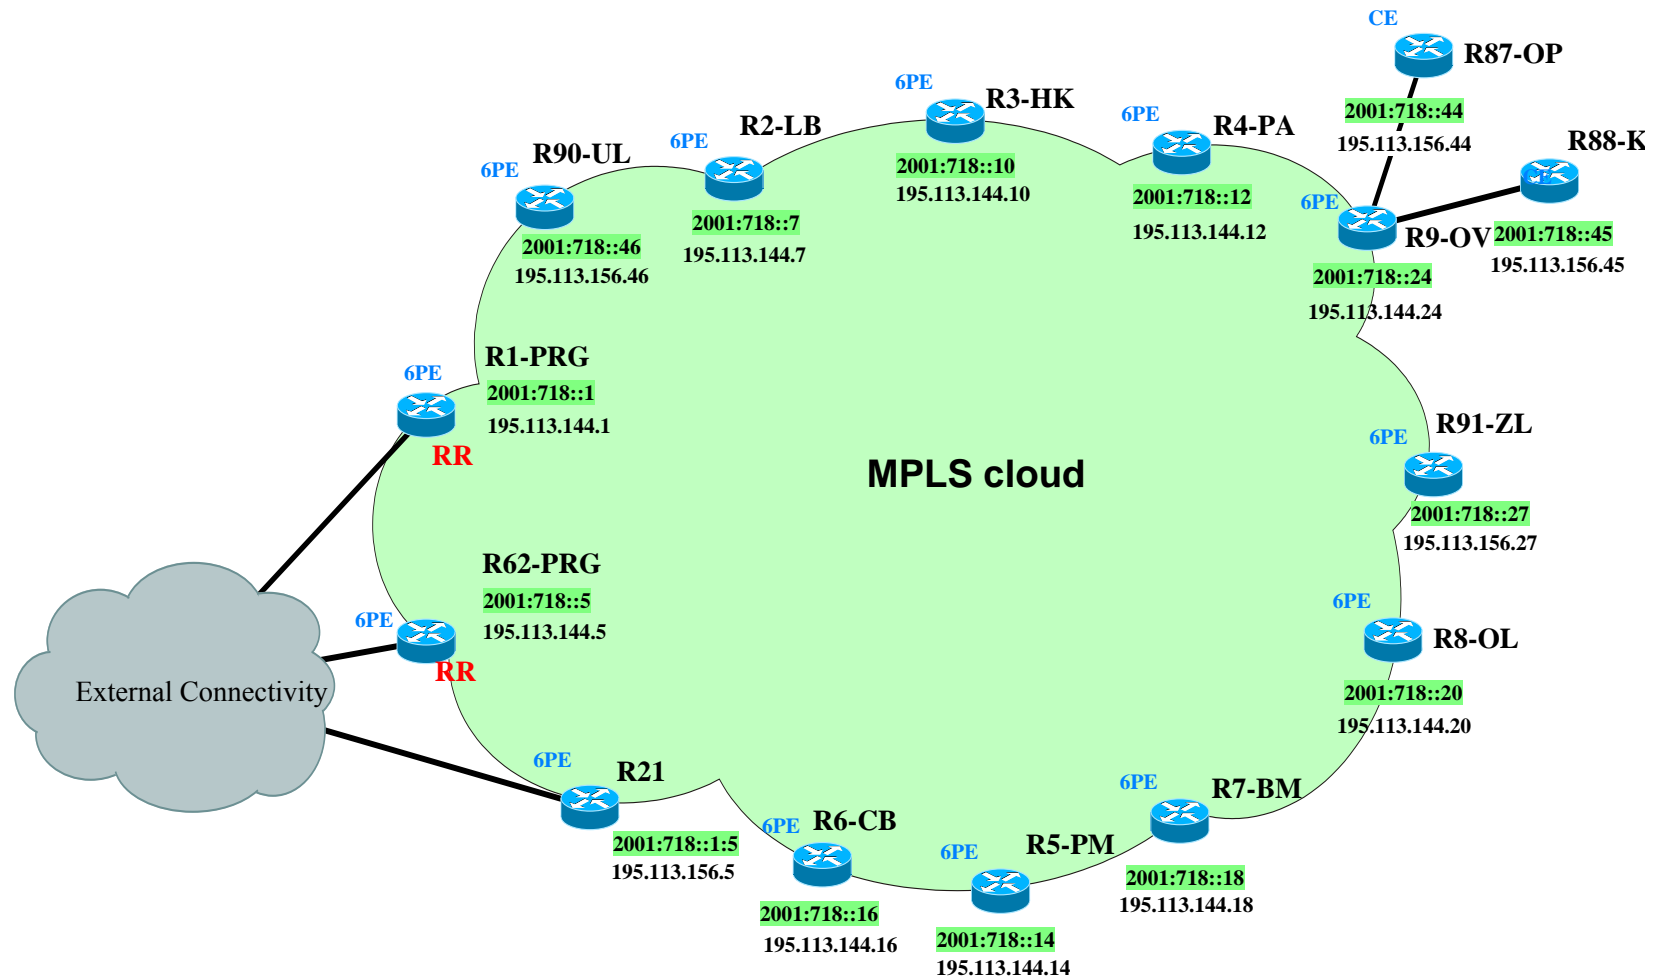 CE
R87-OP
2001:718::44
195.113.156.44
R88-K
CE
2001:718::45
195.113.156.45
6PE
R3-HK
2001:718::10
195.113.144.10
6PE
R4-PA
2001:718::12
195.113.144.12
6PE
R9-OV
2001:718::24
195.113.144.24
6PE
R2-LB
2001:718::7
195.113.144.7
6PE
R90-UL
2001:718::46
195.113.156.46
6PE
R1-PRG
2001:718::1
195.113.144.1
RR
MPLS cloud
6PE
R91-ZL
2001:718::27
195.113.156.27
6PE
R62-PRG
2001:718::5
195.113.144.5
RR
External Connectivity
6PE
R8-OL
2001:718::20
195.113.144.20
6PE
R21
2001:718::1:5
195.113.156.5
6PE
R6-CB
2001:718::16
195.113.144.16
6PE
R5-PM
2001:718::14
195.113.144.14
6PE
R7-BM
2001:718::18
195.113.144.18